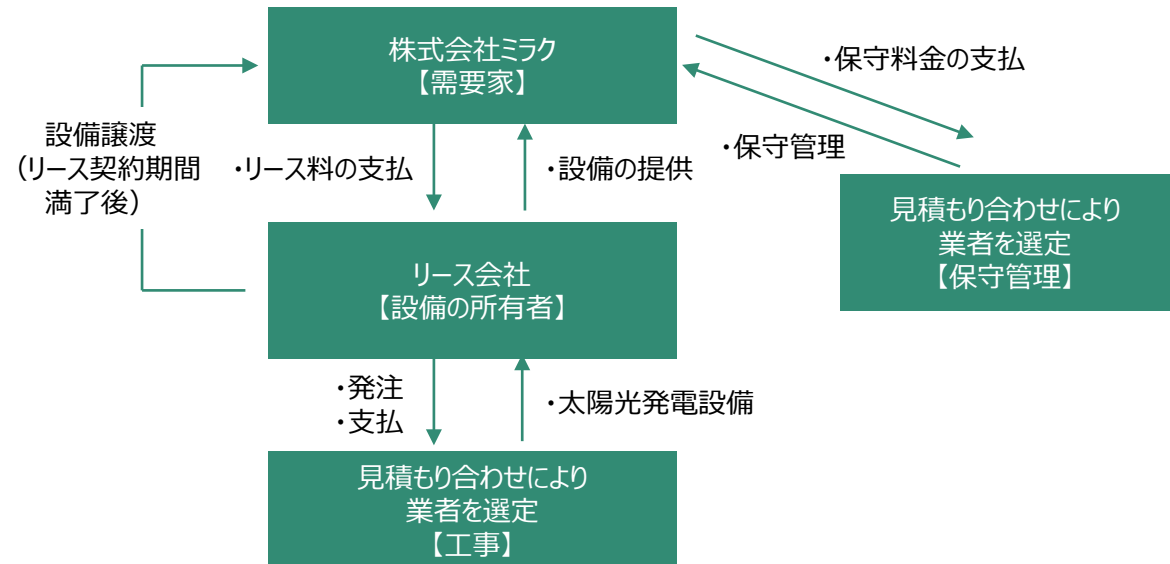 株式会社ミラク
【需要家】
・保守料金の支払
・保守管理
設備譲渡
（リース契約期間
満了後）
・リース料の支払
・設備の提供
見積もり合わせにより
業者を選定
【保守管理】
リース会社
【設備の所有者】
・発注
・支払
・太陽光発電設備
見積もり合わせにより
業者を選定
【工事】